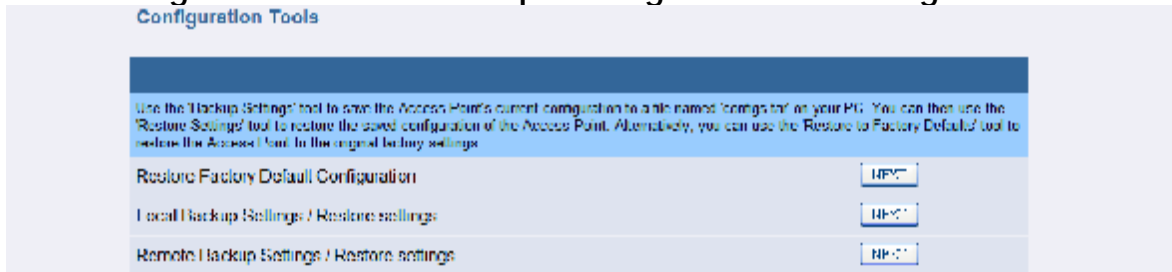 Configuration Tools
Use the 'Backup Settings' tool to save the Access Point's current configuration to a file named 'configs.tar' on your PC. You can then use the
'Restore Settings' tool to restore the saved configuration of the Access Point. Alternatively, you can use the 'Restore to Factory Defaults' tool to
restore the Access Point to the original factory settings
Restore Factory Default Configuration NEXT
Local Backup Settings / Restore settings NEXT
Remote Backup Settings / Restore settings NEXT